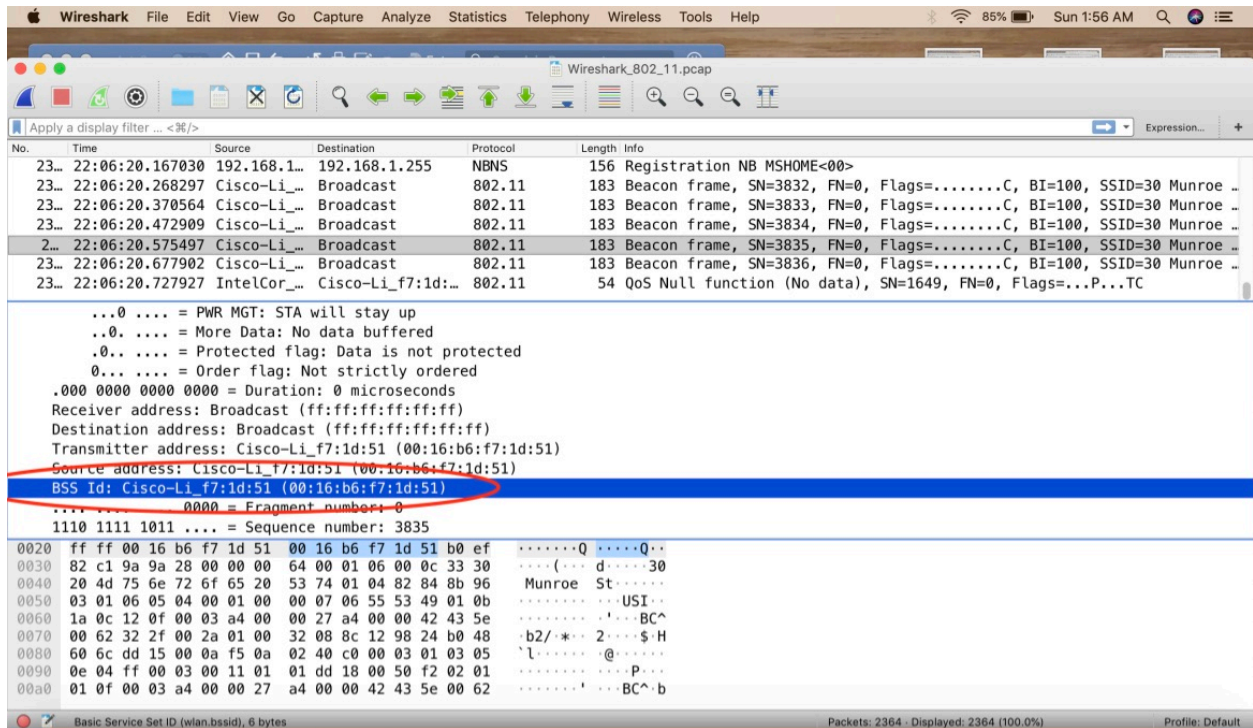 Wireshark File Edit View Go Capture Analyze Statistics Telephony Wireless Tools Help 85% Sun 1:56 AM
Wireshark_802_11.pcap
Apply a display filter ... <⌘/> Expression... +
No. Time Source Destination Protocol Length Info
23… 22:06:20.167030 192.168.1… 192.168.1.255 NBNS 156 Registration NB MSHOME<00>
23… 22:06:20.268297 Cisco-Li_… Broadcast 802.11 183 Beacon frame, SN=3832, FN=0, Flags=........C, BI=100, SSID=30 Munroe …
23… 22:06:20.370564 Cisco-Li_… Broadcast 802.11 183 Beacon frame, SN=3833, FN=0, Flags=........C, BI=100, SSID=30 Munroe …
23… 22:06:20.472909 Cisco-Li_… Broadcast 802.11 183 Beacon frame, SN=3834, FN=0, Flags=........C, BI=100, SSID=30 Munroe …
2… 22:06:20.575497 Cisco-Li_… Broadcast 802.11 183 Beacon frame, SN=3835, FN=0, Flags=........C, BI=100, SSID=30 Munroe …
23… 22:06:20.677902 Cisco-Li_… Broadcast 802.11 183 Beacon frame, SN=3836, FN=0, Flags=........C, BI=100, SSID=30 Munroe …
23… 22:06:20.727927 IntelCor_… Cisco-Li_f7:1d:… 802.11 54 QoS Null function (No data), SN=1649, FN=0, Flags=...P...TC
...0 .... = PWR MGT: STA will stay up
..0. .... = More Data: No data buffered
.0.. .... = Protected flag: Data is not protected
0... .... = Order flag: Not strictly ordered
.000 0000 0000 0000 = Duration: 0 microseconds
Receiver address: Broadcast (ff:ff:ff:ff:ff:ff)
Destination address: Broadcast (ff:ff:ff:ff:ff:ff)
Transmitter address: Cisco-Li_f7:1d:51 (00:16:b6:f7:1d:51)
Source address: Cisco-Li_f7:1d:51 (00:16:b6:f7:1d:51)
BSS Id: Cisco-Li_f7:1d:51 (00:16:b6:f7:1d:51)
.... .... .... 0000 = Fragment number: 0
1110 1111 1011 .... = Sequence number: 3835
0020 ff ff 00 16 b6 f7 1d 51 00 16 b6 f7 1d 51 b0 ef ·······Q ·····Q··
0030 82 c1 9a 9a 28 00 00 00 64 00 01 06 00 0c 33 30 ····(··· d·····30
0040 20 4d 75 6e 72 6f 65 20 53 74 01 04 82 84 8b 96 Munroe St······
0050 03 01 06 05 04 00 01 00 00 07 06 55 53 49 01 0b ········ ···USI··
0060 1a 0c 12 0f 00 03 a4 00 00 27 a4 00 00 42 43 5e ········ ·'···BC^
0070 00 62 32 2f 00 2a 01 00 32 08 8c 12 98 24 b0 48 ·b2/·*·· 2····$·H
0080 60 6c dd 15 00 0a f5 0a 02 40 c0 00 03 01 03 05 `l······ ·@······
0090 0e 04 ff 00 03 00 11 01 01 dd 18 00 50 f2 02 01 ········ ····P···
00a0 01 0f 00 03 a4 00 00 27 a4 00 00 42 43 5e 00 62 ·······' ···BC^·b
Basic Service Set ID (wlan.bssid), 6 bytes Packets: 2364 · Displayed: 2364 (100.0%) Profile: Default